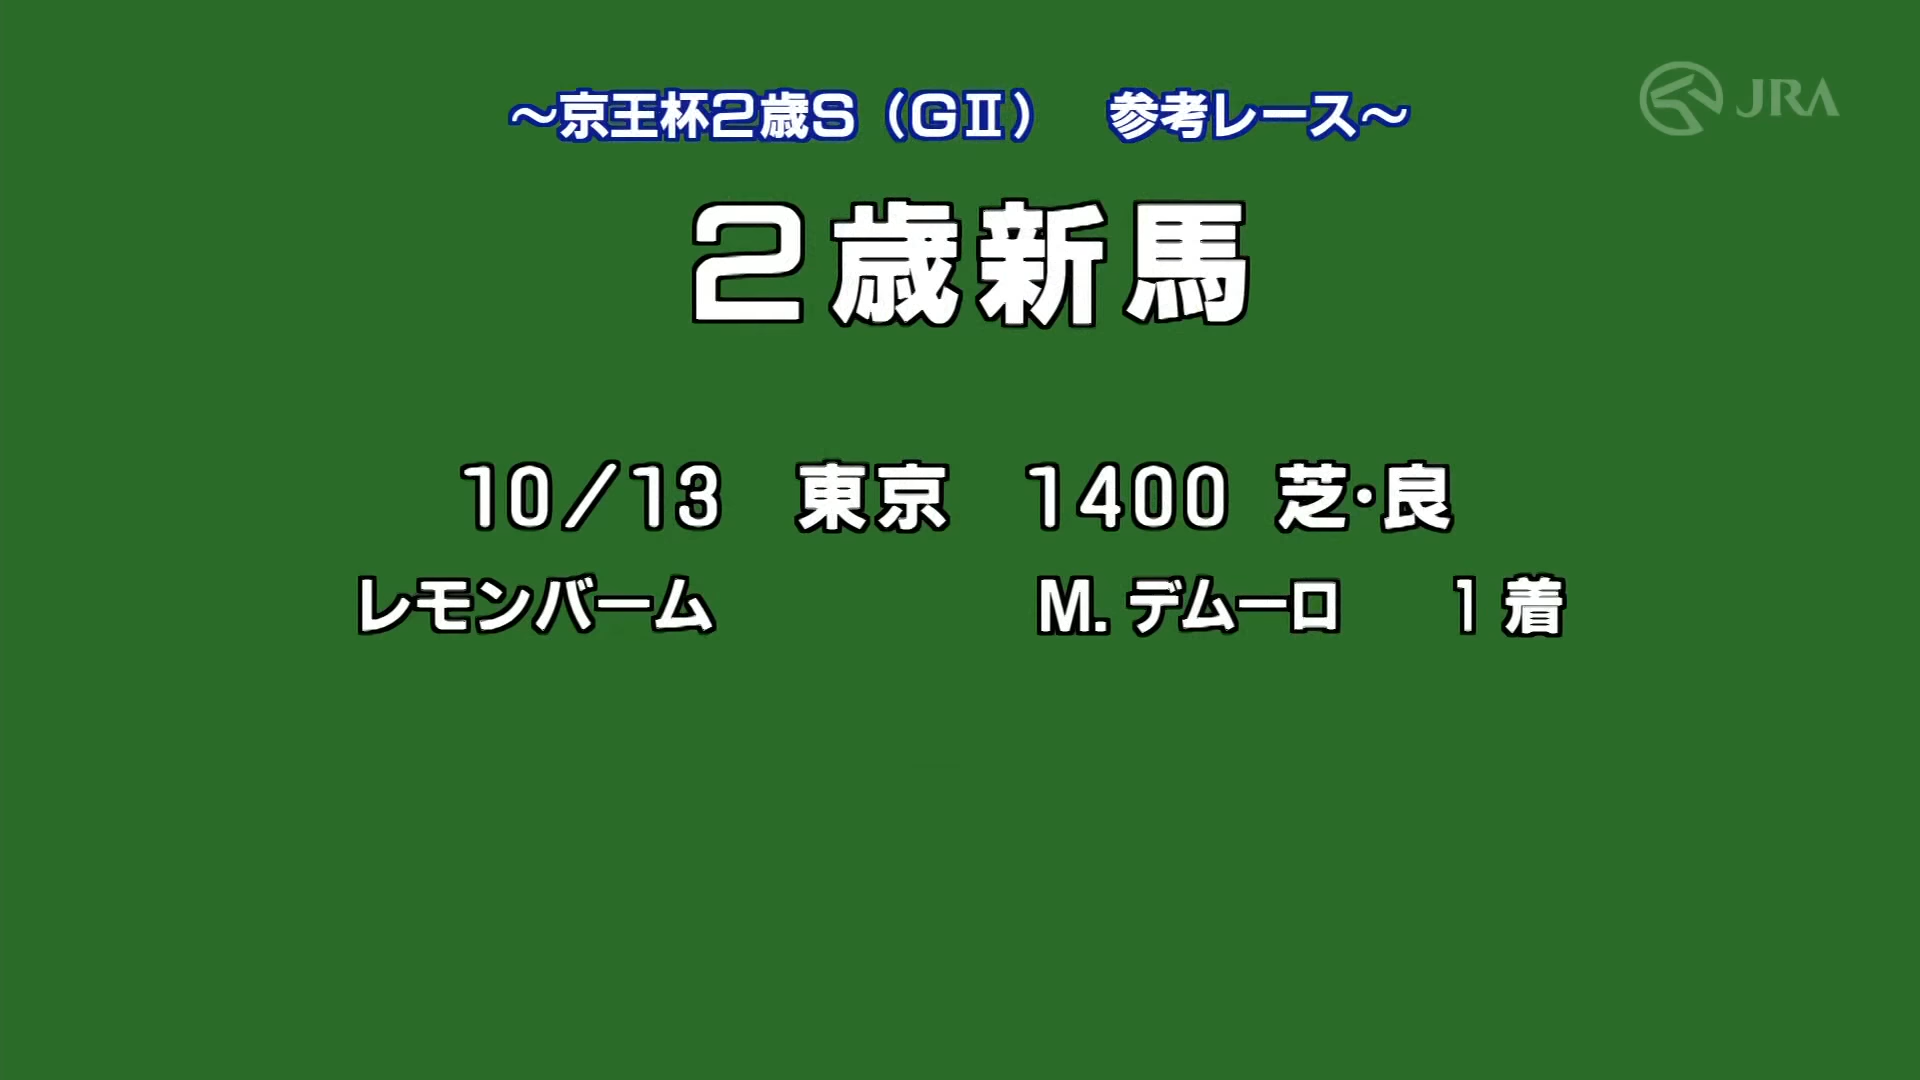 ～京王杯２歳Ｓ（ＧⅡ）　参考レース～
JRA
２歳新馬
10／13　東京　1400 芝・良
レモンバーム　M. デムーロ　1 着